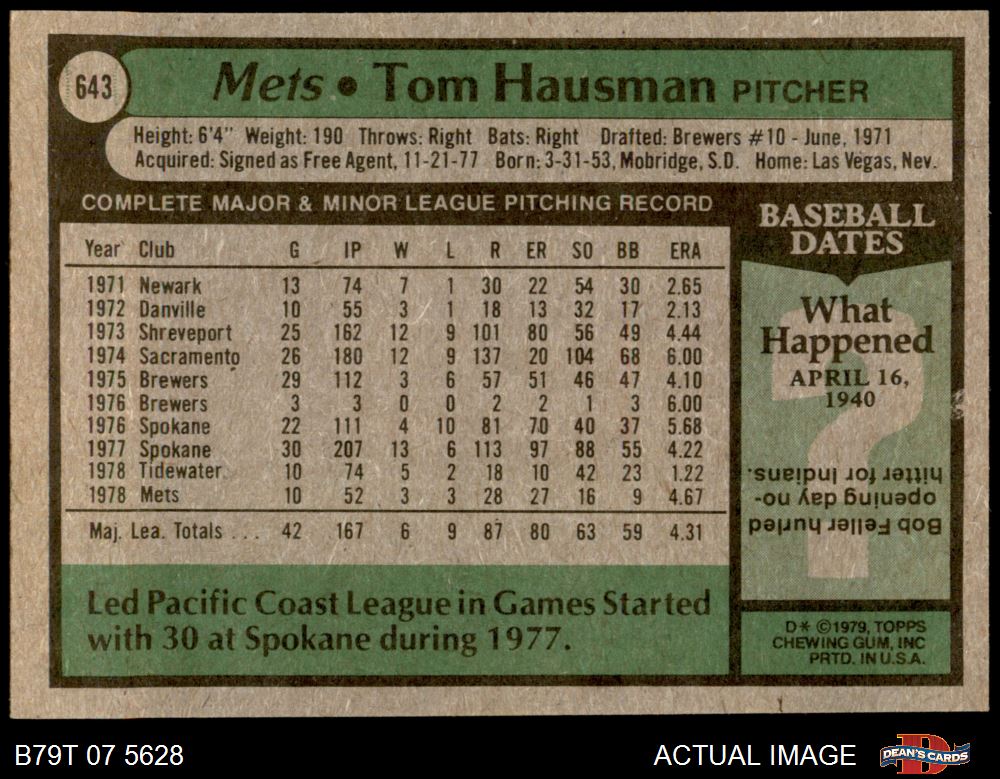 643
Mets • Tom Hausman PITCHER
Height: 6'4" Weight: 190 Throws: Right Bats: Right Drafted: Brewers #10 - June, 1971
Acquired: Signed as Free Agent, 11-21-77 Born: 3-31-53, Mobridge, S.D. Home: Las Vegas, Nev.
COMPLETE MAJOR & MINOR LEAGUE PITCHING RECORD
Year Club G IP W L R ER SO BB ERA
1971 Newark 13 74 7 1 30 22 54 30 2.65
1972 Danville 10 55 3 1 18 13 32 17 2.13
1973 Shreveport 25 162 12 9 101 80 56 49 4.44
1974 Sacramento 26 180 12 9 137 20 104 68 6.00
1975 Brewers 29 112 3 6 57 51 46 47 4.10
1976 Brewers 3 3 0 0 2 2 1 3 6.00
1976 Spokane 22 111 4 10 81 70 40 37 5.68
1977 Spokane 30 207 13 6 113 97 88 55 4.22
1978 Tidewater 10 74 5 2 18 10 42 23 1.22
1978 Mets 10 52 3 3 28 27 16 9 4.67
Maj. Lea. Totals ... 42 167 6 9 87 80 63 59 4.31
Led Pacific Coast League in Games Started
with 30 at Spokane during 1977.
BASEBALL
DATES
What
Happened
APRIL 16,
1940
?
Bob Feller hurled
opening day no-
hitter for Indians.
D* ©1979, TOPPS
CHEWING GUM, INC
PRTD. IN U.S.A.
B79T 07 5628
ACTUAL IMAGE
D
DEAN'S CARDS